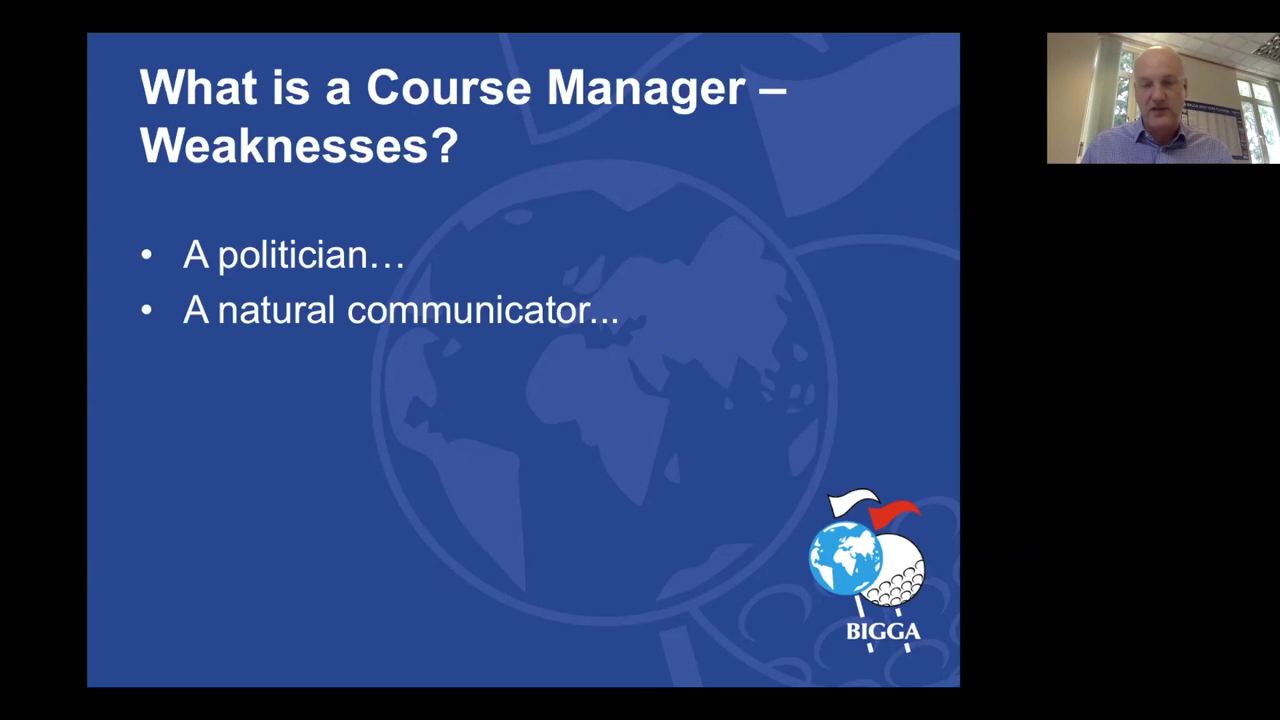 What is a Course Manager –
Weaknesses?
• A politician…
• A natural communicator...
BIGGA